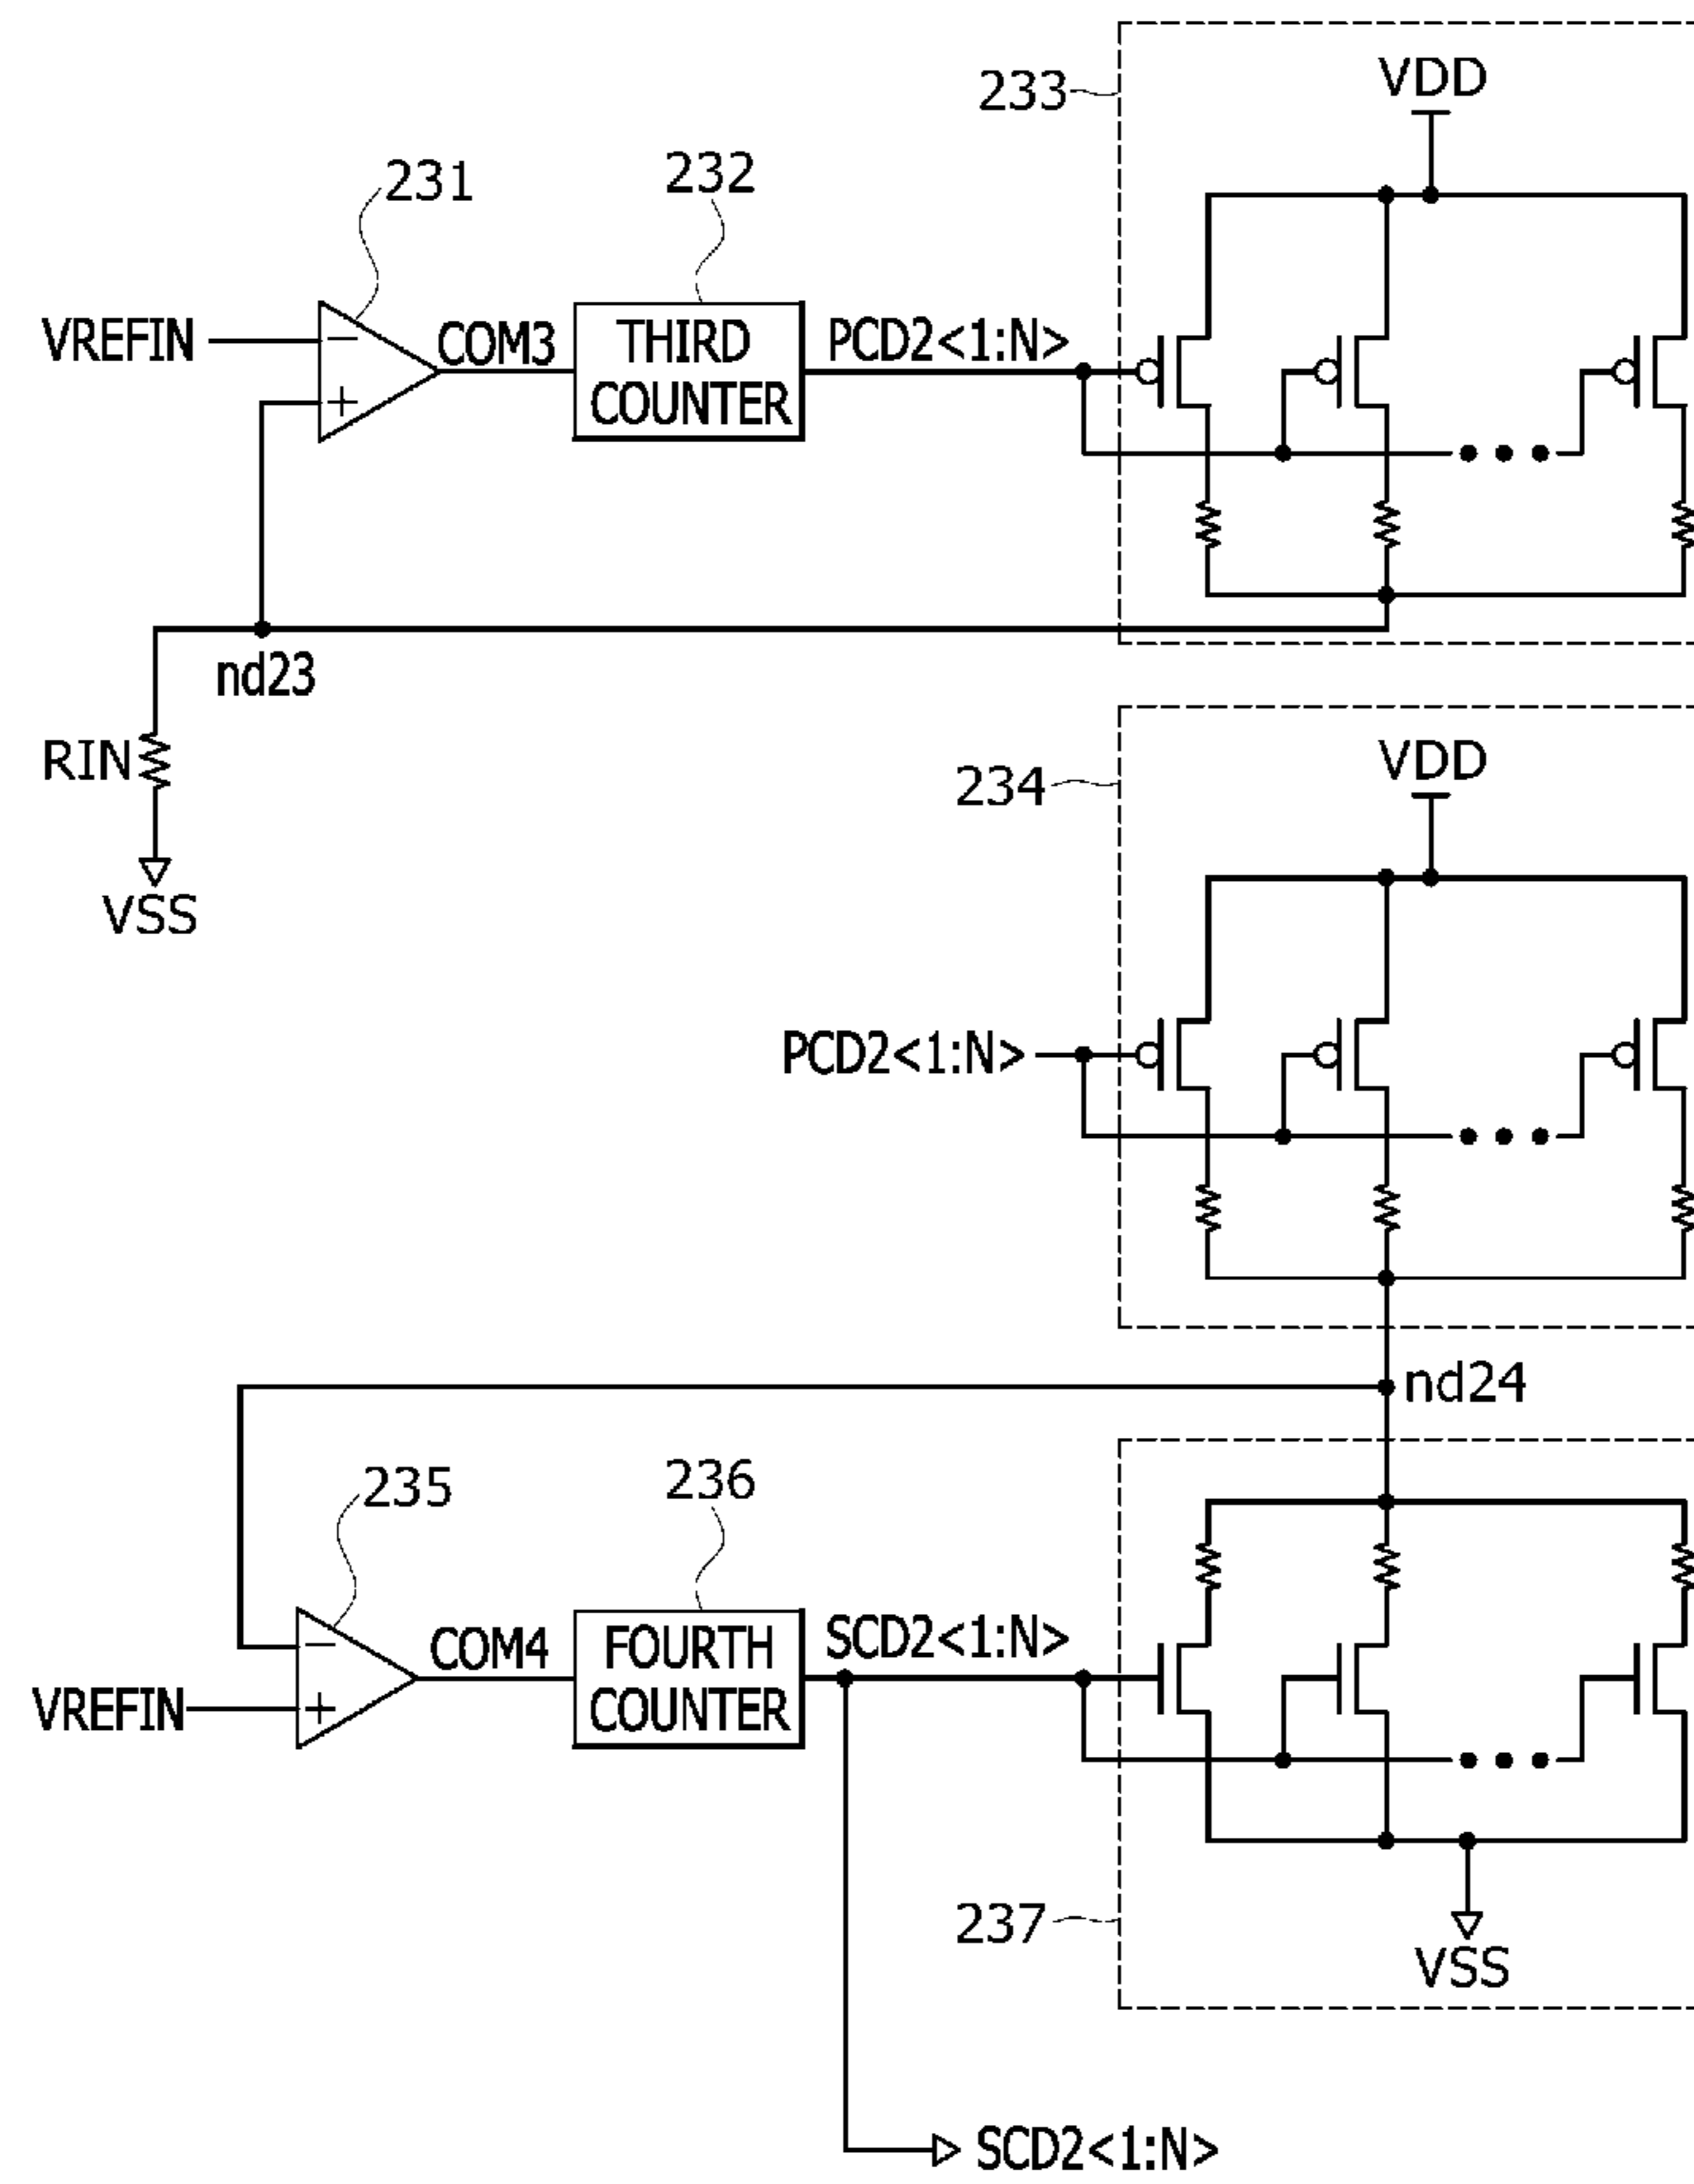 233
VDD
231
232
VREFIN
−
+
COM3
THIRD
COUNTER
PCD2<1:N>
nd23
RIN
VSS
234
VDD
PCD2<1:N>
nd24
235
236
−
+
VREFIN
COM4
FOURTH
COUNTER
SCD2<1:N>
237
VSS
SCD2<1:N>